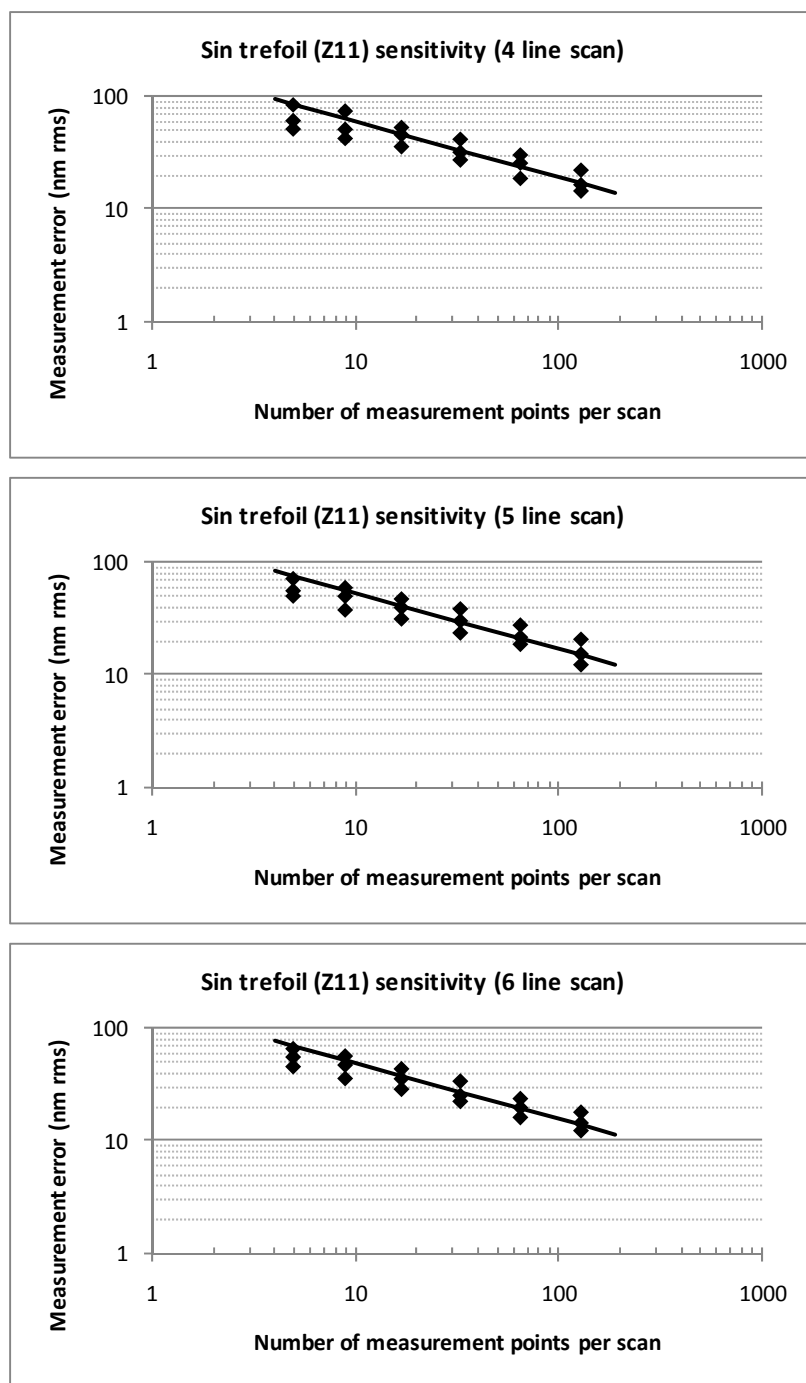 Sin trefoil (Z11) sensitivity (4 line scan)
Measurement error (nm rms)
100
10
1
1 10 100 1000
Number of measurement points per scan
Sin trefoil (Z11) sensitivity (5 line scan)
Measurement error (nm rms)
100
10
1
1 10 100 1000
Number of measurement points per scan
Sin trefoil (Z11) sensitivity (6 line scan)
Measurement error (nm rms)
100
10
1
1 10 100 1000
Number of measurement points per scan